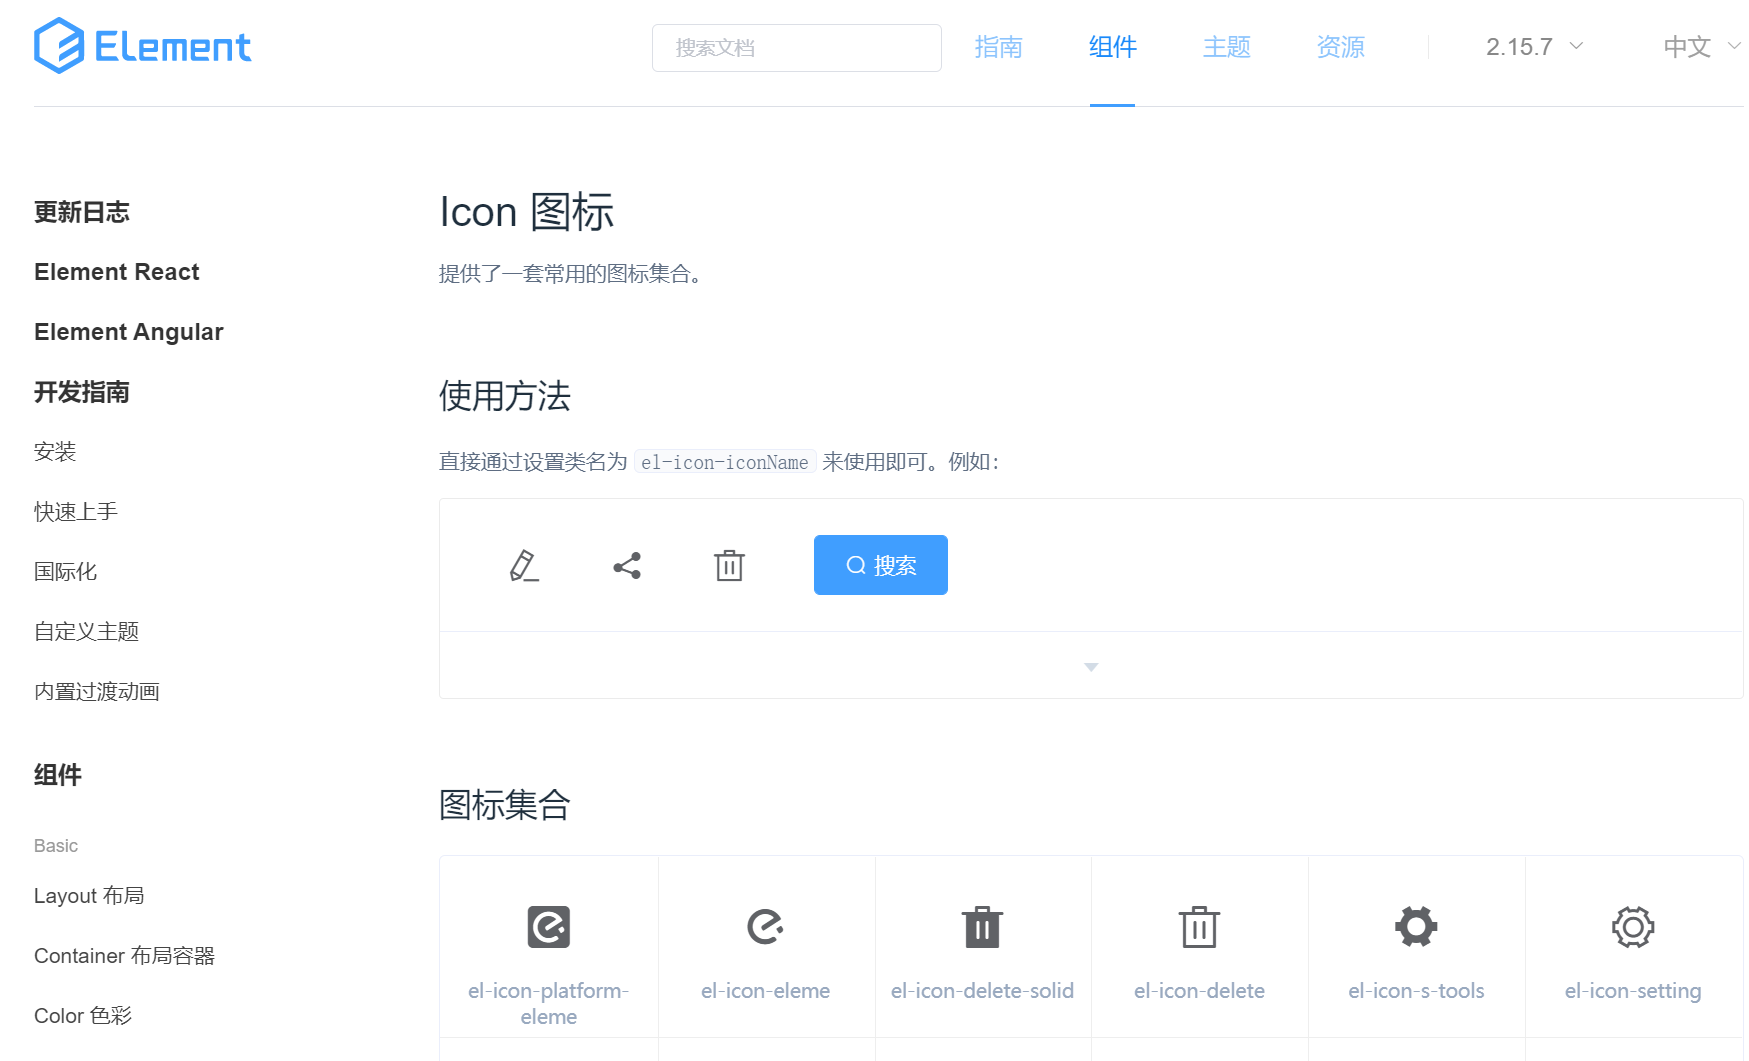 Element
搜索文档
指南
组件
主题
资源
2.15.7
中文
更新日志
Element React
Element Angular
开发指南
安装
快速上手
国际化
自定义主题
内置过渡动画
组件
Basic
Layout 布局
Container 布局容器
Color 色彩
Icon 图标
提供了一套常用的图标集合。
使用方法
直接通过设置类名为 el-icon-iconName 来使用即可。例如：
搜索
图标集合
el-icon-platform-
eleme
el-icon-eleme
el-icon-delete-solid
el-icon-delete
el-icon-s-tools
el-icon-setting